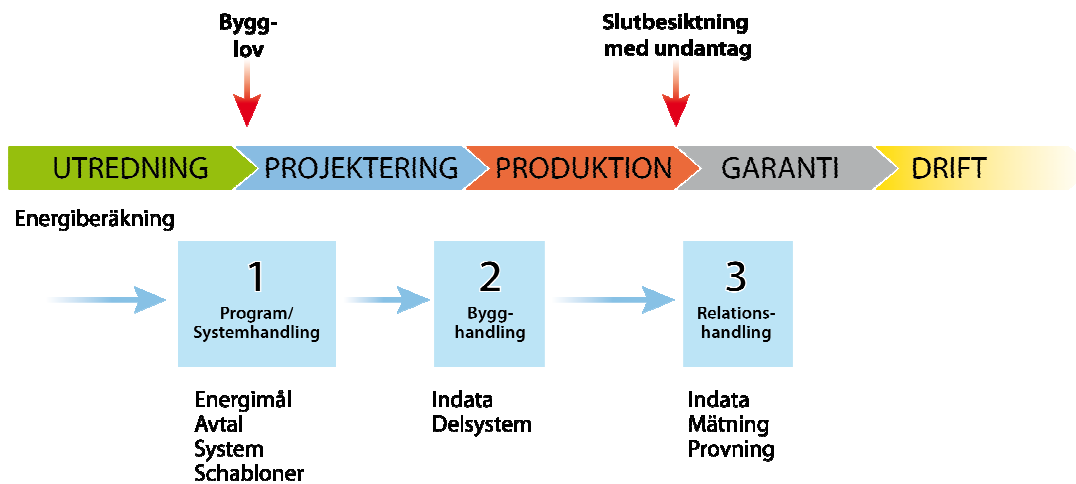 Bygg-
lov
Slutbesiktning
med undantag
UTREDNING
PROJEKTERING
PRODUKTION
GARANTI
DRIFT
Energiberäkning
1
Program/
Systemhandling
2
Bygg-
handling
3
Relations-
handling
Energimål
Avtal
System
Schabloner
Indata
Delsystem
Indata
Mätning
Provning